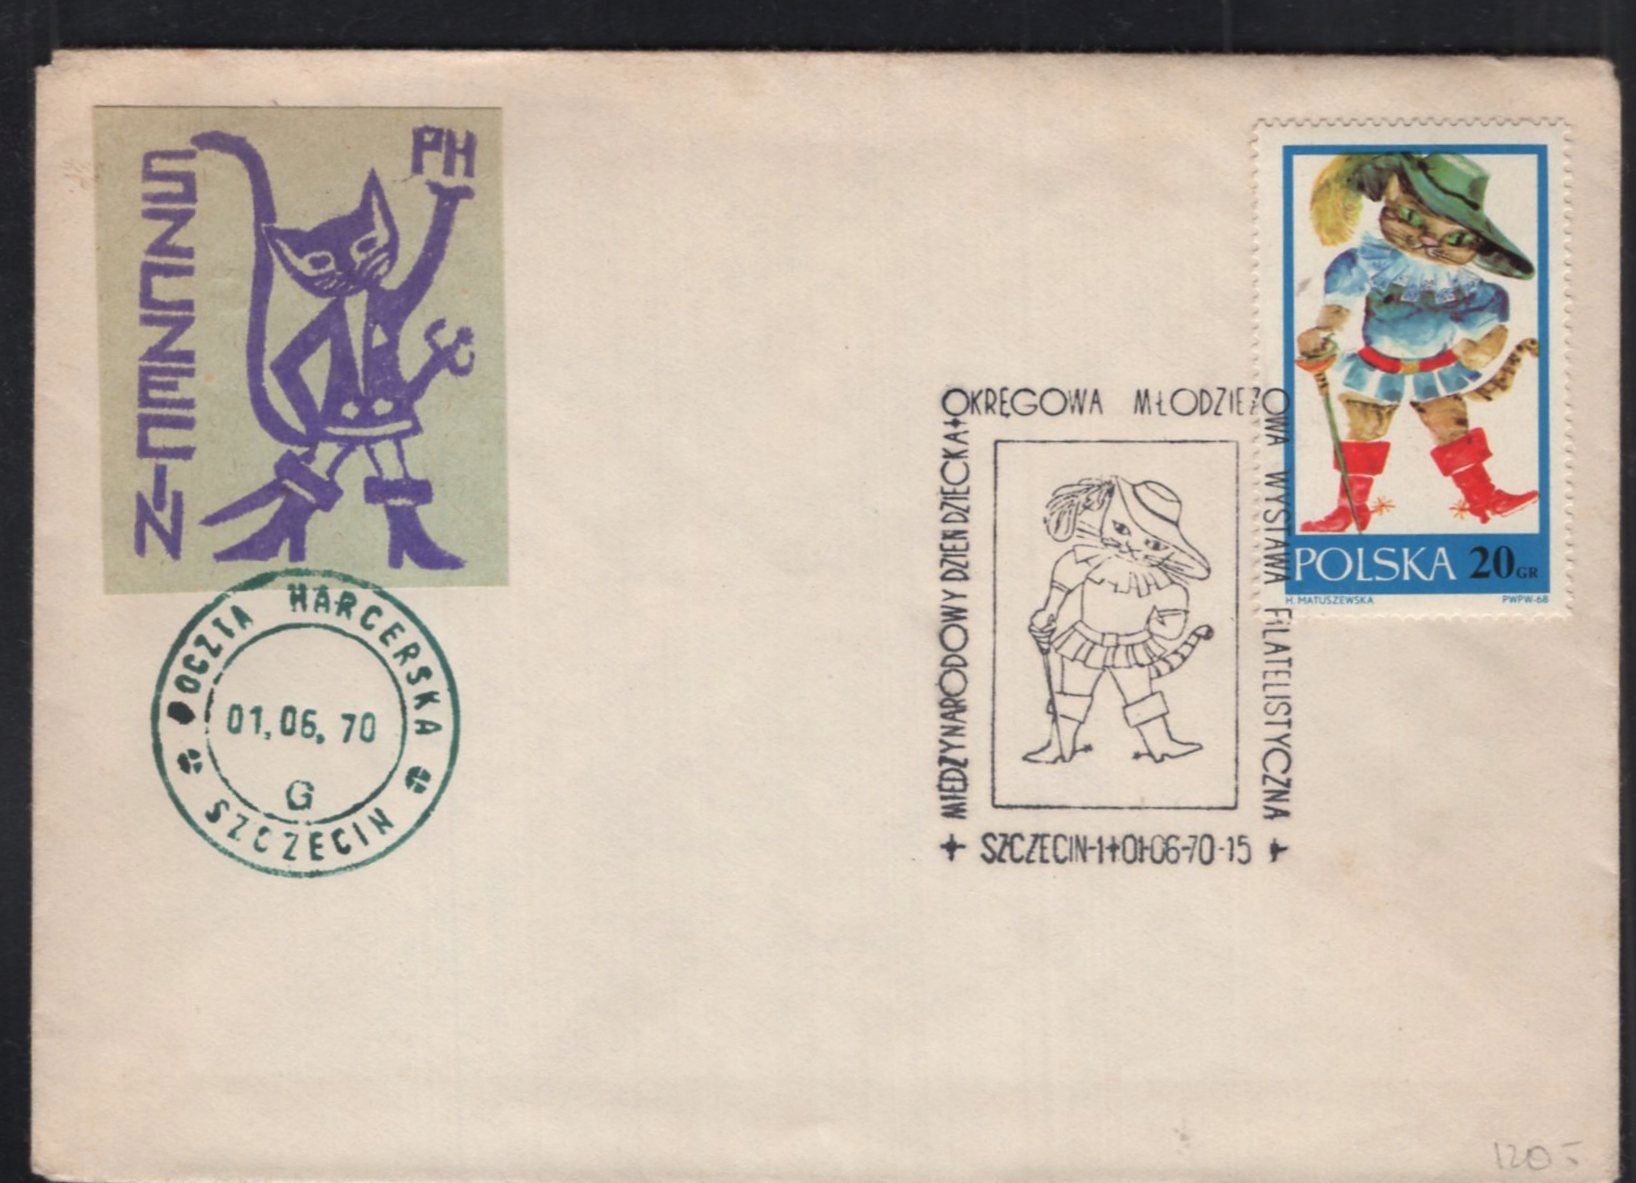 SZCZECIN
PH
POCZTA HARCERSKA
01.06.70
G
SZCZECIN
OKRĘGOWA MŁODZIEŻOWA WYSTAWA FILATELISTYCZNA
MIĘDZYNARODOWY DZIEŃ DZIECKA+
+ SZCZECIN-1+01-06-70-15 +
POLSKA 20 GR
H. MATUSZEWSKA PWPW-68
120.-